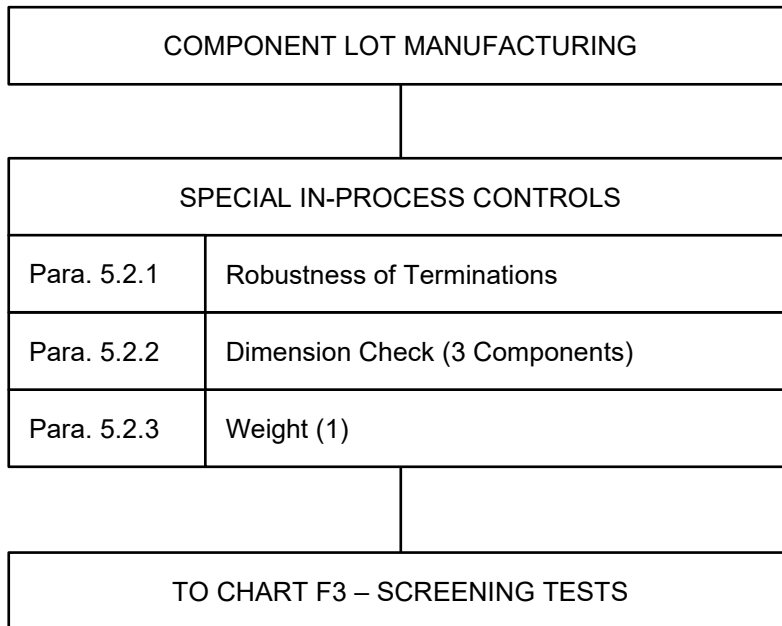 COMPONENT LOT MANUFACTURING
SPECIAL IN-PROCESS CONTROLS
Para. 5.2.1 Robustness of Terminations
Para. 5.2.2 Dimension Check (3 Components)
Para. 5.2.3 Weight (1)
TO CHART F3 – SCREENING TESTS